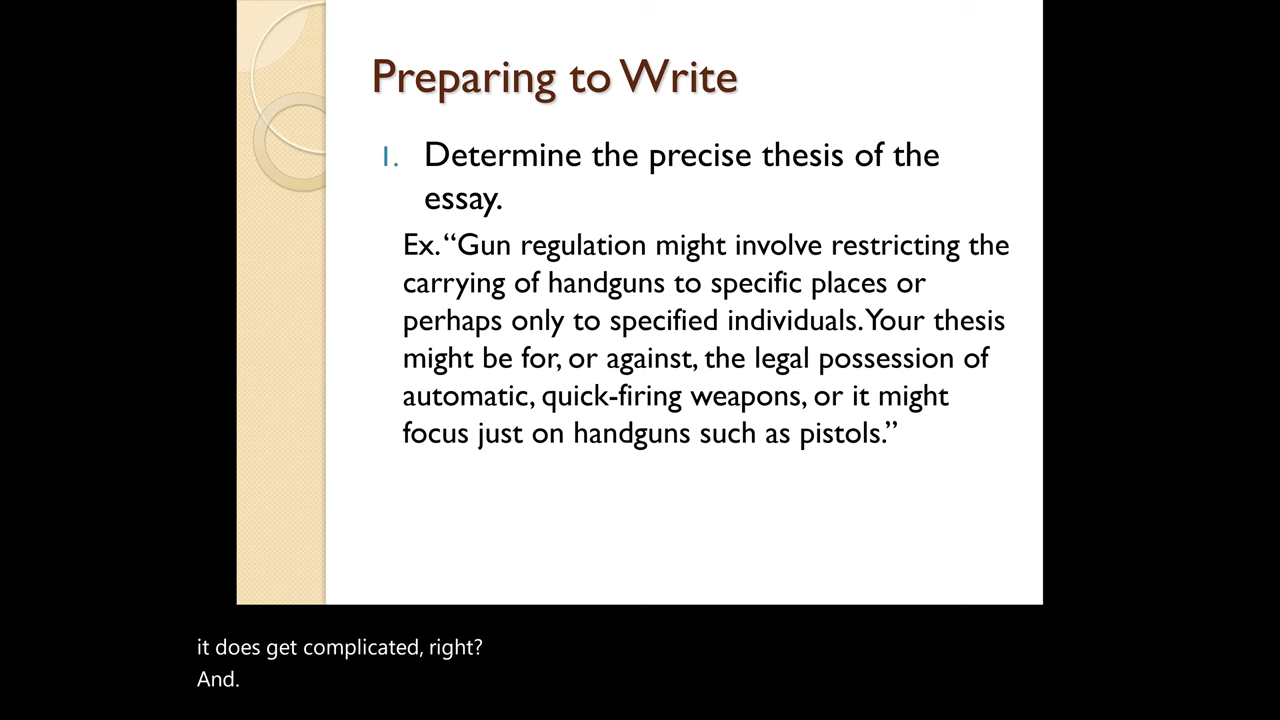 Preparing to Write
1. Determine the precise thesis of the
essay.
Ex. “Gun regulation might involve restricting the
carrying of handguns to specific places or
perhaps only to specified individuals. Your thesis
might be for, or against, the legal possession of
automatic, quick-firing weapons, or it might
focus just on handguns such as pistols.”
it does get complicated, right?
And.